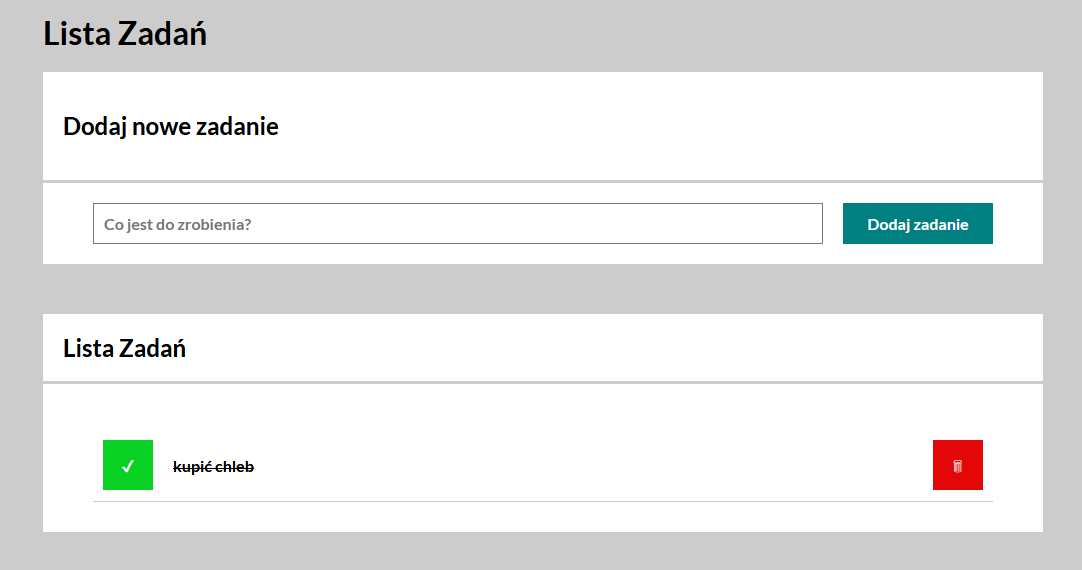 Lista Zadań
Dodaj nowe zadanie
Co jest do zrobienia?
Dodaj zadanie
Lista Zadań
kupić chleb